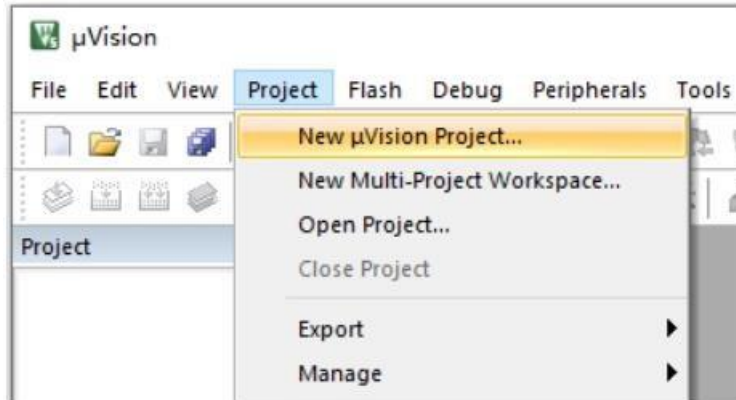 µVision
File Edit View Project Flash Debug Peripherals Tools
New µVision Project...
New Multi-Project Workspace...
Project
Open Project...
Close Project
Export
Manage